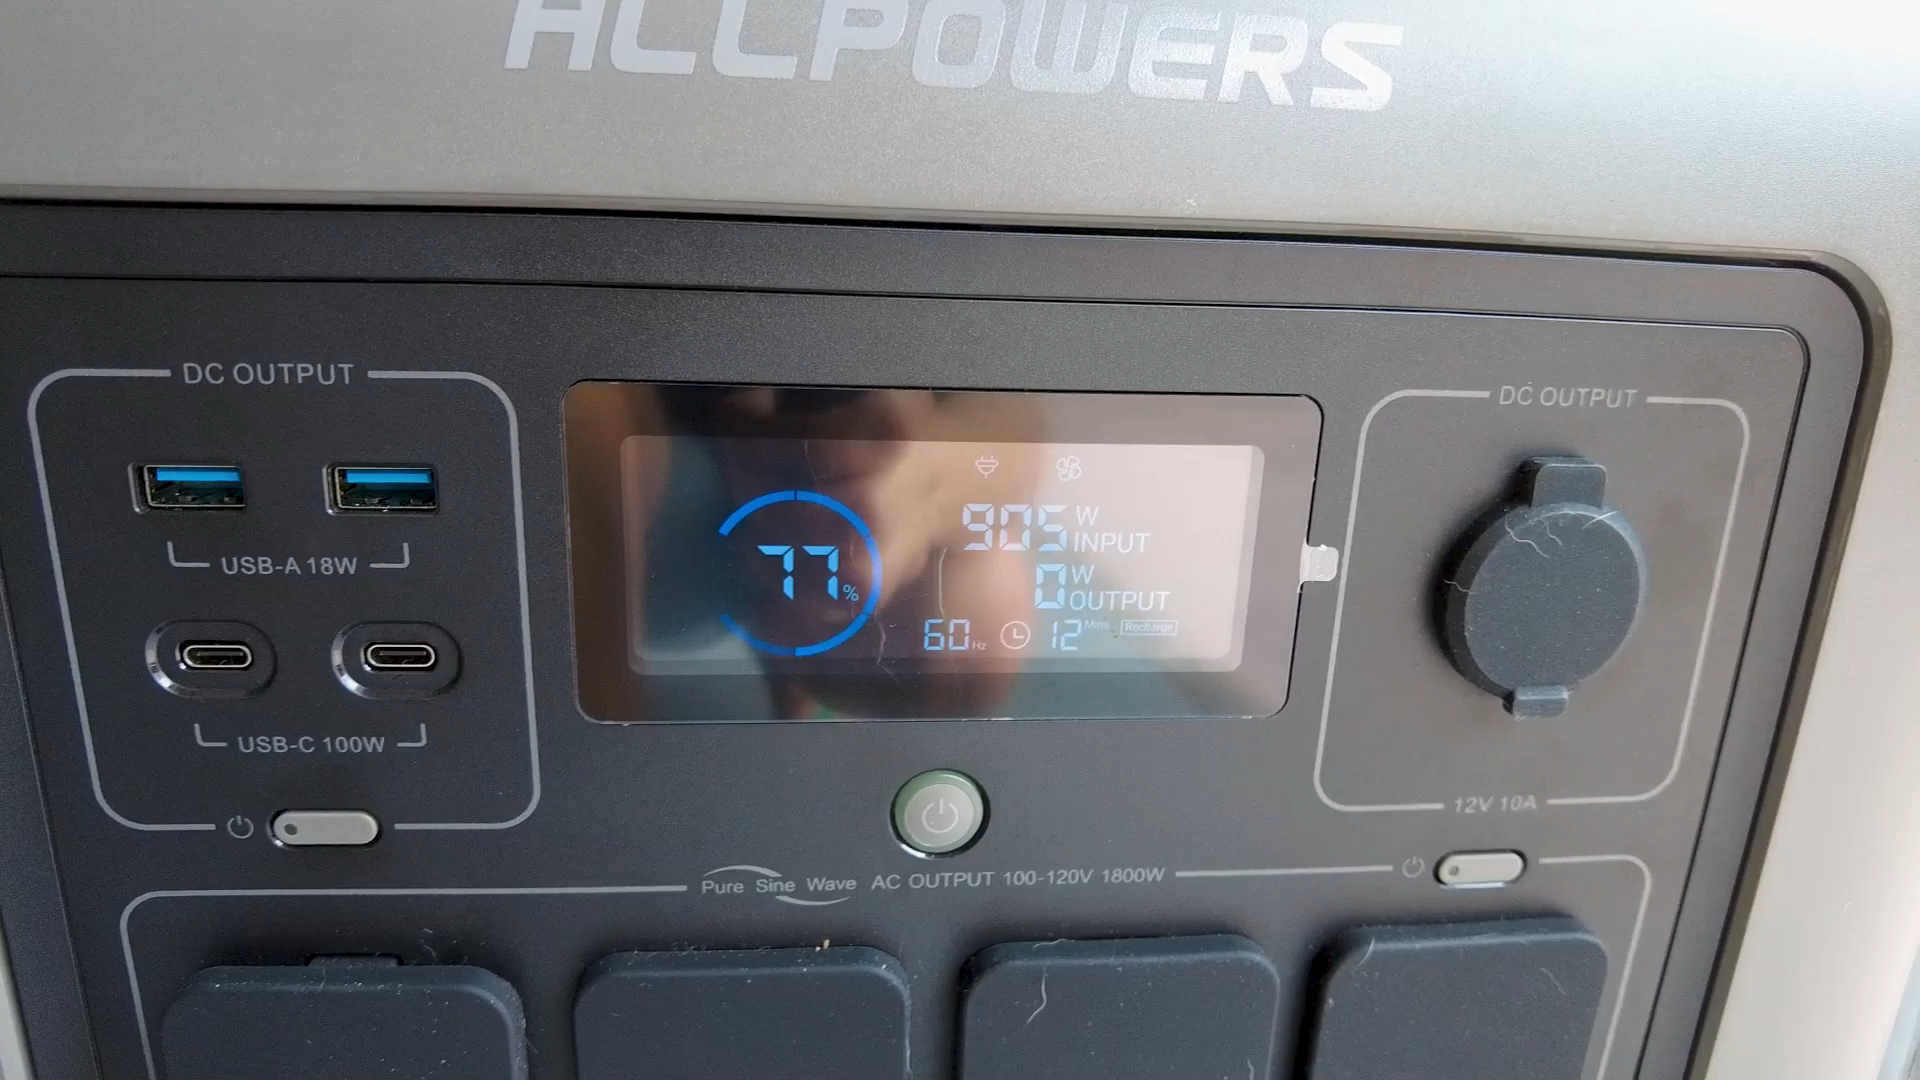 ALLPOWERS
DC OUTPUT
USB-A 18W
USB-C 100W
77%
905 W
INPUT
0 W
OUTPUT
60 Hz 12 Mins Recharge
DC OUTPUT
12V 10A
Pure Sine Wave AC OUTPUT 100-120V 1800W